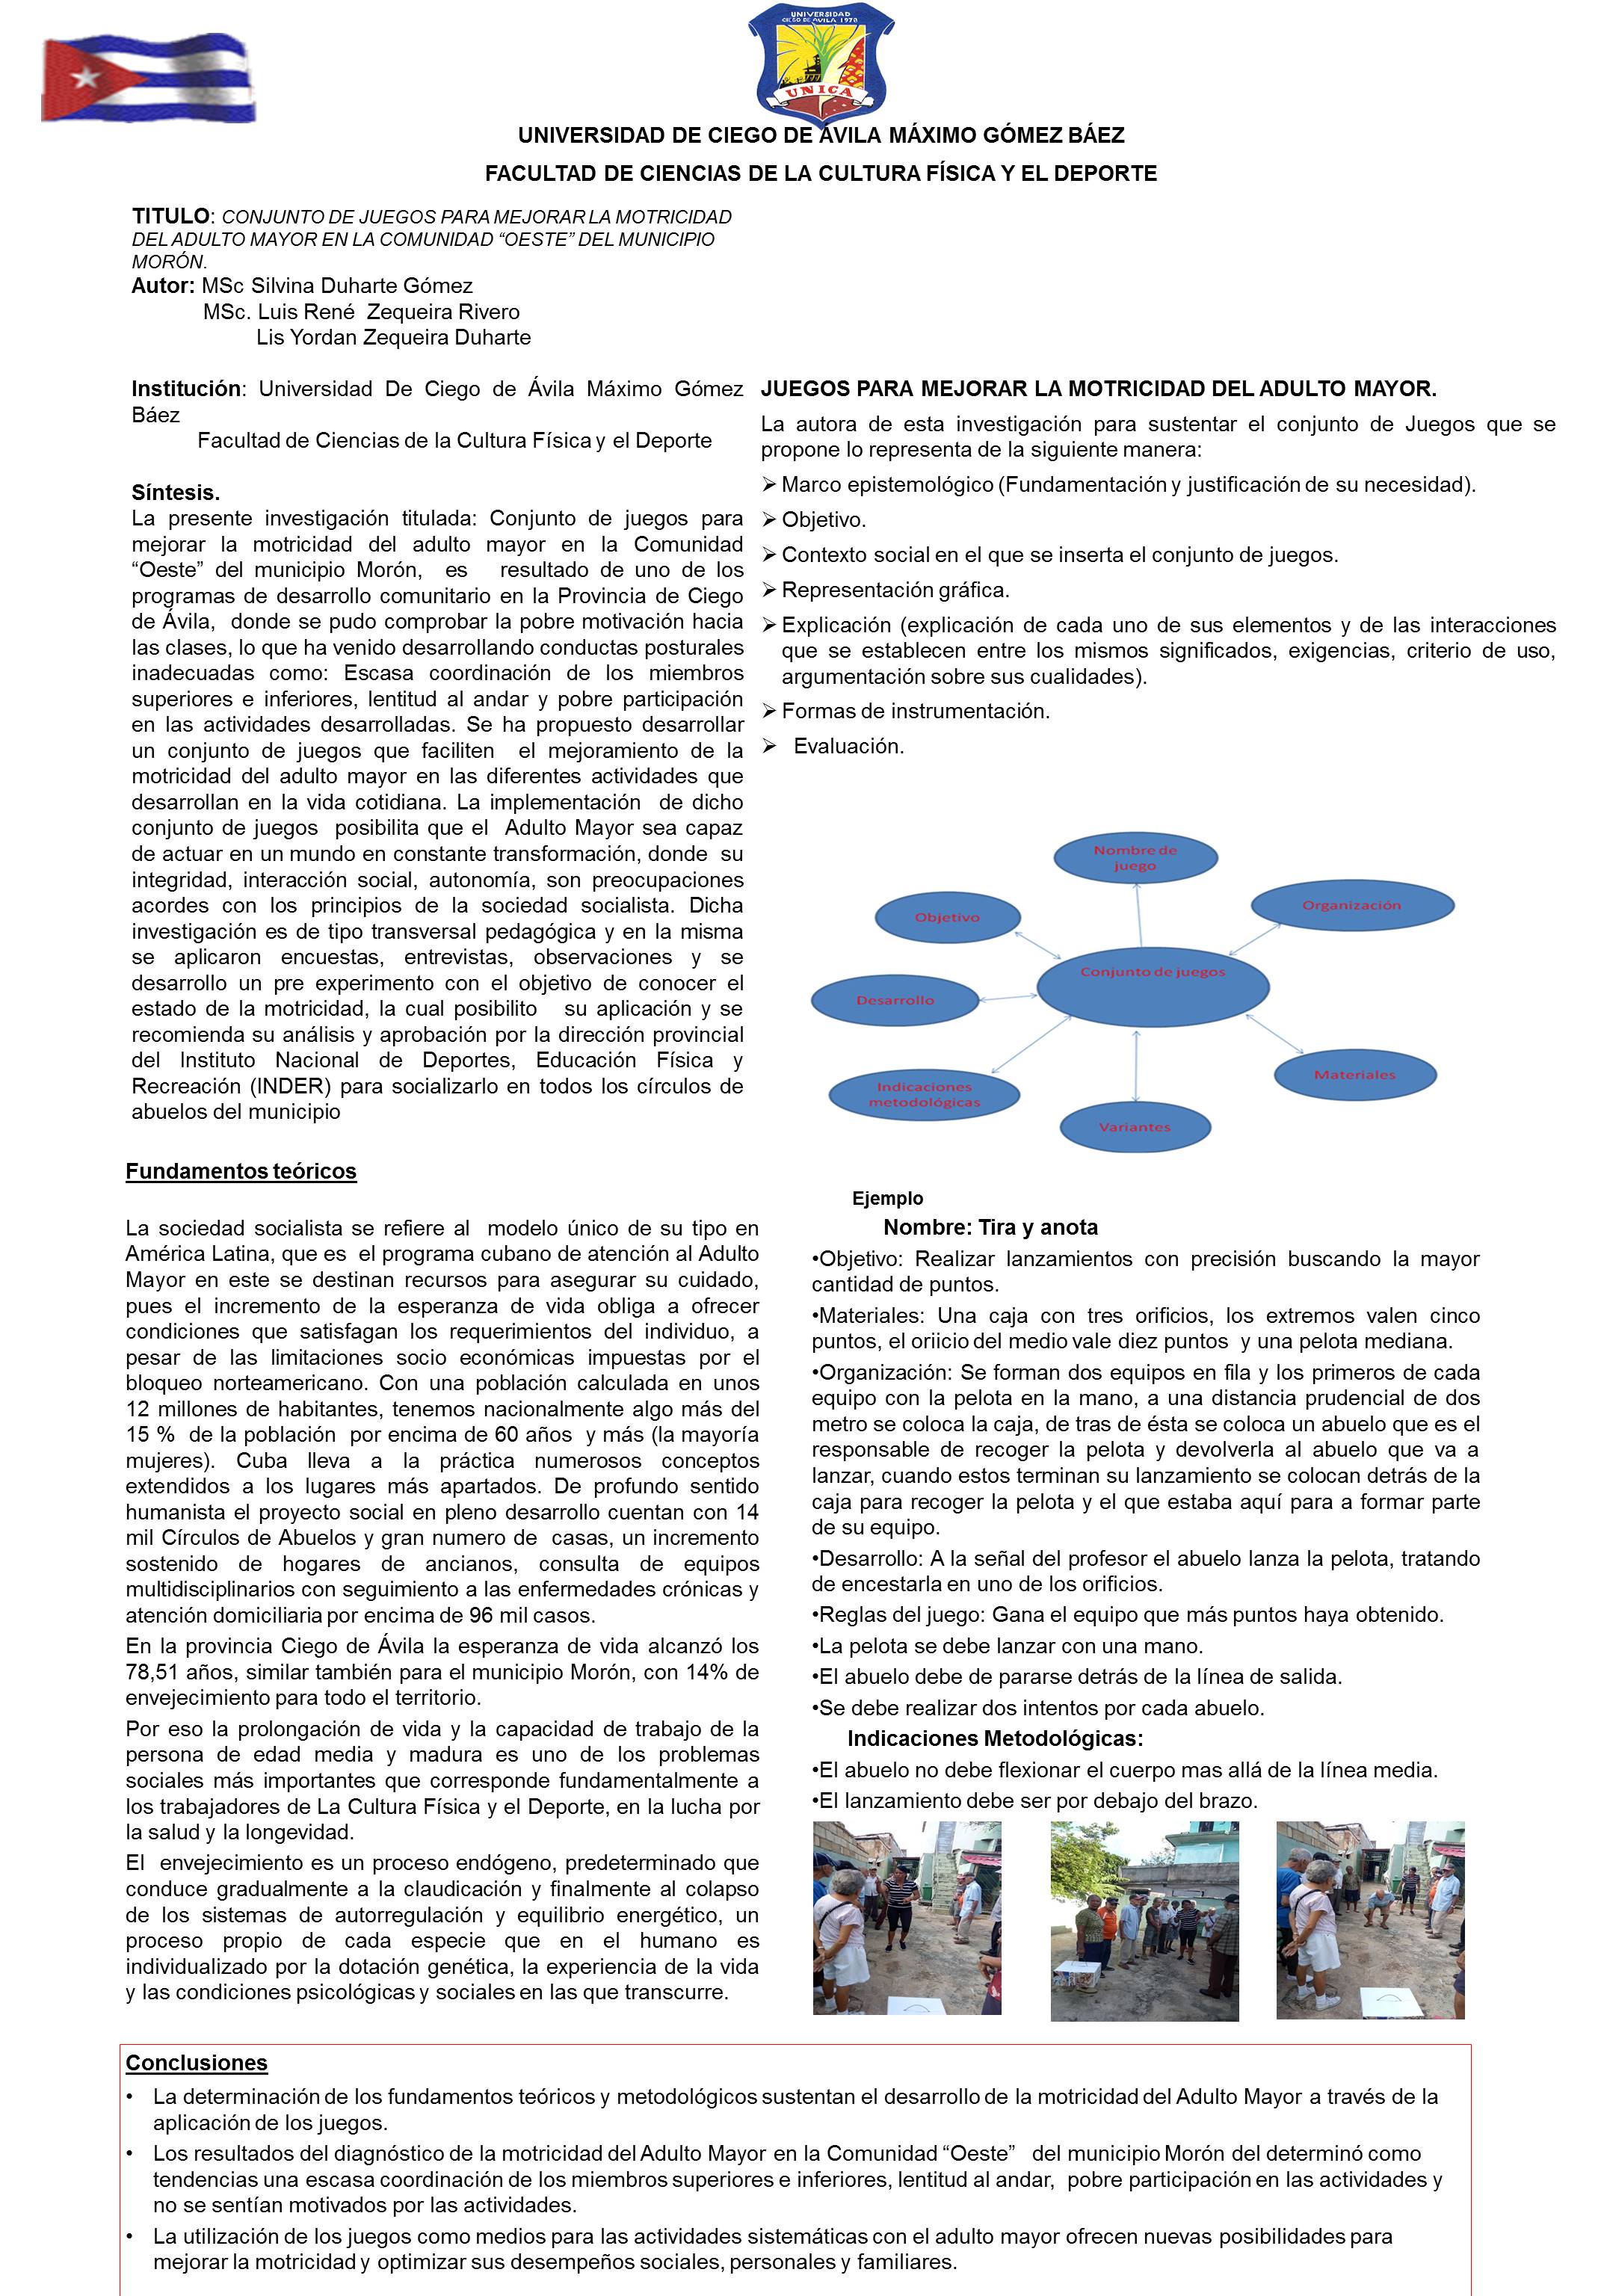 UNIVERSIDAD
CIEGO DE AVILA 1978
UNICA
UNIVERSIDAD DE CIEGO DE ÁVILA MÁXIMO GÓMEZ BÁEZ
FACULTAD DE CIENCIAS DE LA CULTURA FÍSICA Y EL DEPORTE
TITULO: CONJUNTO DE JUEGOS PARA MEJORAR LA MOTRICIDAD
DEL ADULTO MAYOR EN LA COMUNIDAD “OESTE” DEL MUNICIPIO
MORÓN.
Autor: MSc Silvina Duharte Gómez
MSc. Luis René Zequeira Rivero
Lis Yordan Zequeira Duharte
Institución: Universidad De Ciego de Ávila Máximo Gómez
Báez
Facultad de Ciencias de la Cultura Física y el Deporte
Síntesis.
La presente investigación titulada: Conjunto de juegos para
mejorar la motricidad del adulto mayor en la Comunidad
“Oeste” del municipio Morón, es resultado de uno de los
programas de desarrollo comunitario en la Provincia de Ciego
de Ávila, donde se pudo comprobar la pobre motivación hacia
las clases, lo que ha venido desarrollando conductas posturales
inadecuadas como: Escasa coordinación de los miembros
superiores e inferiores, lentitud al andar y pobre participación
en las actividades desarrolladas. Se ha propuesto desarrollar
un conjunto de juegos que faciliten el mejoramiento de la
motricidad del adulto mayor en las diferentes actividades que
desarrollan en la vida cotidiana. La implementación de dicho
conjunto de juegos posibilita que el Adulto Mayor sea capaz
de actuar en un mundo en constante transformación, donde su
integridad, interacción social, autonomía, son preocupaciones
acordes con los principios de la sociedad socialista. Dicha
investigación es de tipo transversal pedagógica y en la misma
se aplicaron encuestas, entrevistas, observaciones y se
desarrollo un pre experimento con el objetivo de conocer el
estado de la motricidad, la cual posibilito su aplicación y se
recomienda su análisis y aprobación por la dirección provincial
del Instituto Nacional de Deportes, Educación Física y
Recreación (INDER) para socializarlo en todos los círculos de
abuelos del municipio
Fundamentos teóricos
La sociedad socialista se refiere al modelo único de su tipo en
América Latina, que es el programa cubano de atención al Adulto
Mayor en este se destinan recursos para asegurar su cuidado,
pues el incremento de la esperanza de vida obliga a ofrecer
condiciones que satisfagan los requerimientos del individuo, a
pesar de las limitaciones socio económicas impuestas por el
bloqueo norteamericano. Con una población calculada en unos
12 millones de habitantes, tenemos nacionalmente algo más del
15 % de la población por encima de 60 años y más (la mayoría
mujeres). Cuba lleva a la práctica numerosos conceptos
extendidos a los lugares más apartados. De profundo sentido
humanista el proyecto social en pleno desarrollo cuentan con 14
mil Círculos de Abuelos y gran numero de casas, un incremento
sostenido de hogares de ancianos, consulta de equipos
multidisciplinarios con seguimiento a las enfermedades crónicas y
atención domiciliaria por encima de 96 mil casos.
En la provincia Ciego de Ávila la esperanza de vida alcanzó los
78,51 años, similar también para el municipio Morón, con 14% de
envejecimiento para todo el territorio.
Por eso la prolongación de vida y la capacidad de trabajo de la
persona de edad media y madura es uno de los problemas
sociales más importantes que corresponde fundamentalmente a
los trabajadores de La Cultura Física y el Deporte, en la lucha por
la salud y la longevidad.
El envejecimiento es un proceso endógeno, predeterminado que
conduce gradualmente a la claudicación y finalmente al colapso
de los sistemas de autorregulación y equilibrio energético, un
proceso propio de cada especie que en el humano es
individualizado por la dotación genética, la experiencia de la vida
y las condiciones psicológicas y sociales en las que transcurre.
JUEGOS PARA MEJORAR LA MOTRICIDAD DEL ADULTO MAYOR.
La autora de esta investigación para sustentar el conjunto de Juegos que se
propone lo representa de la siguiente manera:
➢ Marco epistemológico (Fundamentación y justificación de su necesidad).
➢ Objetivo.
➢ Contexto social en el que se inserta el conjunto de juegos.
➢ Representación gráfica.
➢ Explicación (explicación de cada uno de sus elementos y de las interacciones
que se establecen entre los mismos significados, exigencias, criterio de uso,
argumentación sobre sus cualidades).
➢ Formas de instrumentación.
➢ Evaluación.
Nombre de
juego
Objetivo
Organización
Conjunto de juegos
Desarrollo
Materiales
Indicaciones
metodológicas
Variantes
Ejemplo
Nombre: Tira y anota
•Objetivo: Realizar lanzamientos con precisión buscando la mayor
cantidad de puntos.
•Materiales: Una caja con tres orificios, los extremos valen cinco
puntos, el oriicio del medio vale diez puntos y una pelota mediana.
•Organización: Se forman dos equipos en fila y los primeros de cada
equipo con la pelota en la mano, a una distancia prudencial de dos
metro se coloca la caja, de tras de ésta se coloca un abuelo que es el
responsable de recoger la pelota y devolverla al abuelo que va a
lanzar, cuando estos terminan su lanzamiento se colocan detrás de la
caja para recoger la pelota y el que estaba aquí para a formar parte
de su equipo.
•Desarrollo: A la señal del profesor el abuelo lanza la pelota, tratando
de encestarla en uno de los orificios.
•Reglas del juego: Gana el equipo que más puntos haya obtenido.
•La pelota se debe lanzar con una mano.
•El abuelo debe de pararse detrás de la línea de salida.
•Se debe realizar dos intentos por cada abuelo.
Indicaciones Metodológicas:
•El abuelo no debe flexionar el cuerpo mas allá de la línea media.
•El lanzamiento debe ser por debajo del brazo.
Conclusiones
• La determinación de los fundamentos teóricos y metodológicos sustentan el desarrollo de la motricidad del Adulto Mayor a través de la
aplicación de los juegos.
• Los resultados del diagnóstico de la motricidad del Adulto Mayor en la Comunidad “Oeste” del municipio Morón del determinó como
tendencias una escasa coordinación de los miembros superiores e inferiores, lentitud al andar, pobre participación en las actividades y
no se sentían motivados por las actividades.
• La utilización de los juegos como medios para las actividades sistemáticas con el adulto mayor ofrecen nuevas posibilidades para
mejorar la motricidad y optimizar sus desempeños sociales, personales y familiares.